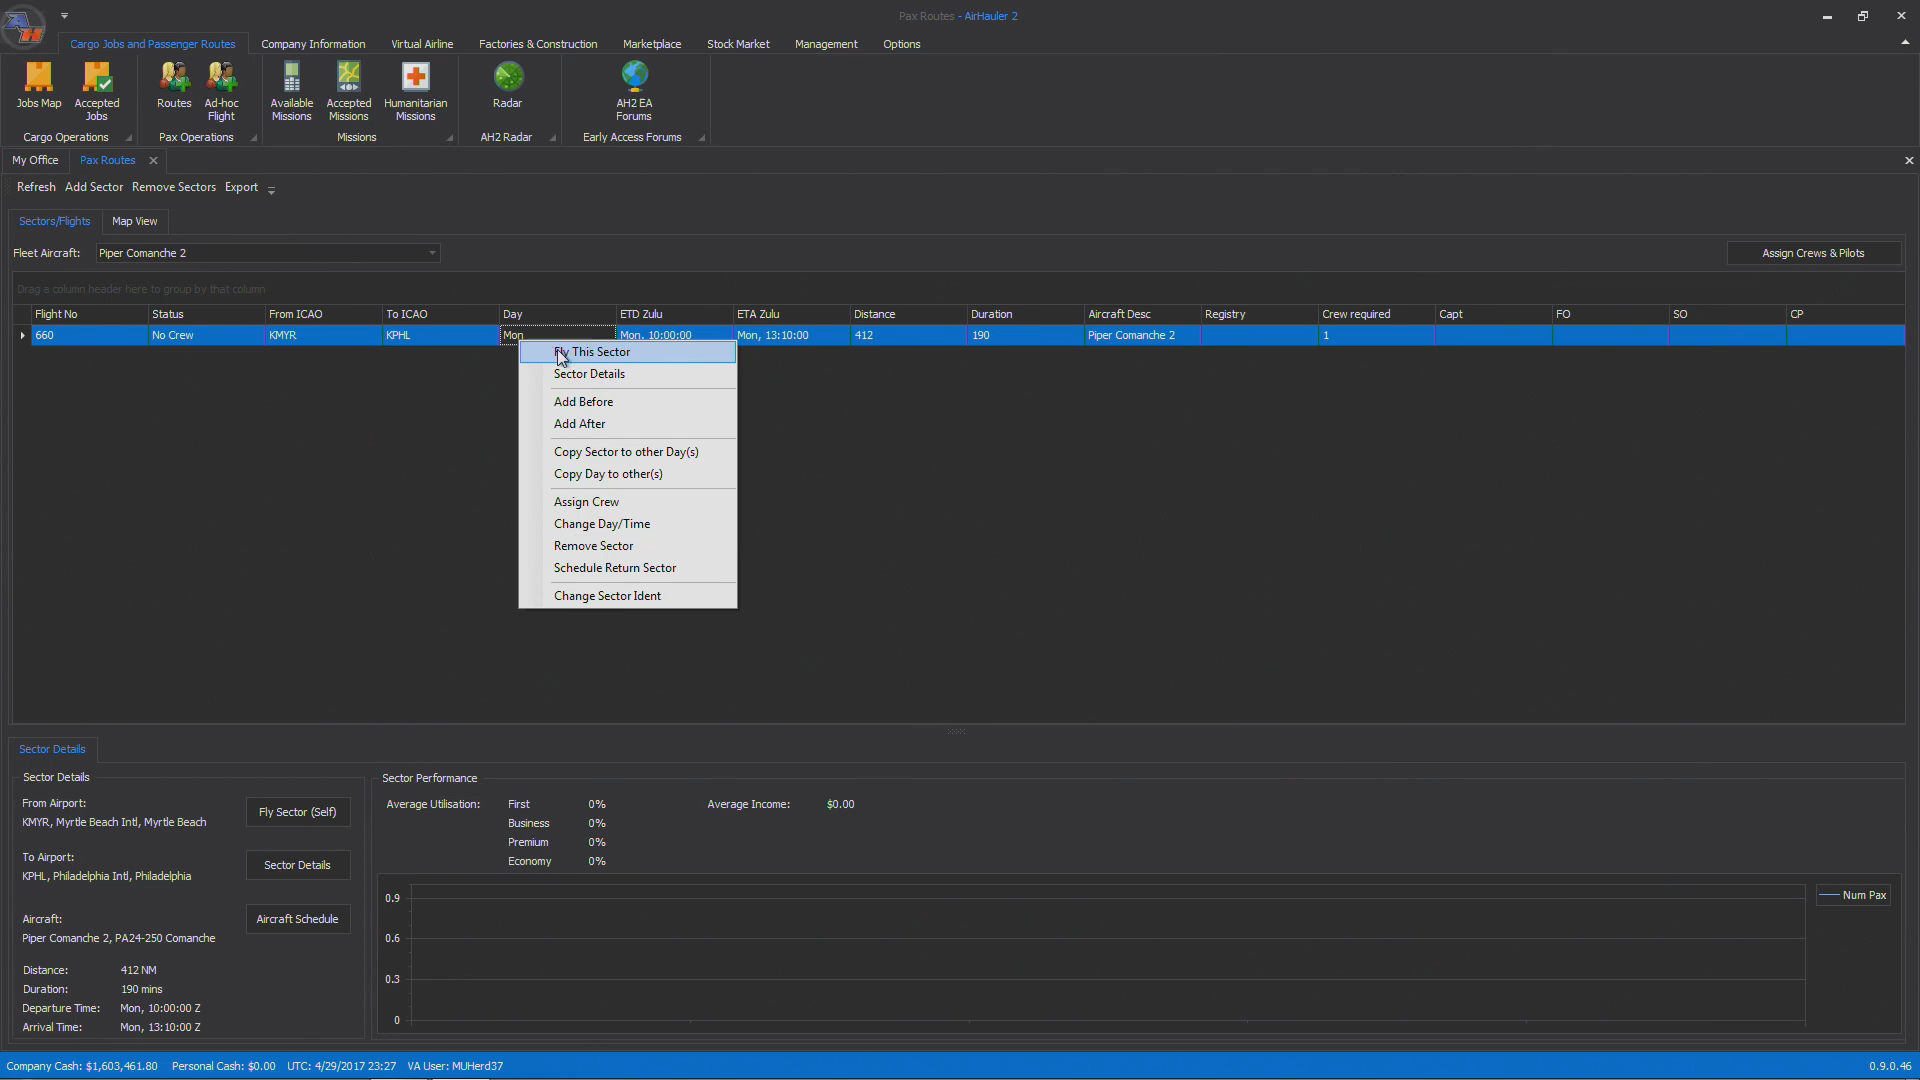 Pax Routes - AirHauler 2
Cargo Jobs and Passenger Routes Company Information Virtual Airline Factories & Construction Marketplace Stock Market Management Options
Jobs Map Accepted Jobs Routes Ad-hoc Flight Available Missions Accepted Missions Humanitarian Missions Radar AH2 EA Forums
Cargo Operations Pax Operations Missions AH2 Radar Early Access Forums
My Office Pax Routes
Refresh Add Sector Remove Sectors Export
Sectors/Flights Map View
Fleet Aircraft: Piper Comanche 2 Assign Crews & Pilots
Drag a column header here to group by that column
Flight No Status From ICAO To ICAO Day ETD Zulu ETA Zulu Distance Duration Aircraft Desc Registry Crew required Capt FO SO CP
660 No Crew KMYR KPHL Mon Mon, 10:00:00 Mon, 13:10:00 412 190 Piper Comanche 2 1
Fly This Sector
Sector Details
Add Before
Add After
Copy Sector to other Day(s)
Copy Day to other(s)
Assign Crew
Change Day/Time
Remove Sector
Schedule Return Sector
Change Sector Ident
Sector Details
Sector Details
From Airport:
KMYR, Myrtle Beach Intl, Myrtle Beach
Fly Sector (Self)
To Airport:
KPHL, Philadelphia Intl, Philadelphia
Sector Details
Aircraft:
Piper Comanche 2, PA24-250 Comanche
Aircraft Schedule
Distance: 412 NM
Duration: 190 mins
Departure Time: Mon, 10:00:00 Z
Arrival Time: Mon, 13:10:00 Z
Sector Performance
Average Utilisation: First 0% Average Income: $0.00
Business 0%
Premium 0%
Economy 0%
0.9
0.6
0.3
0
Num Pax
Company Cash: $1,603,461.80 Personal Cash: $0.00 UTC: 4/29/2017 23:27 VA User: MUHerd37 0.9.0.46